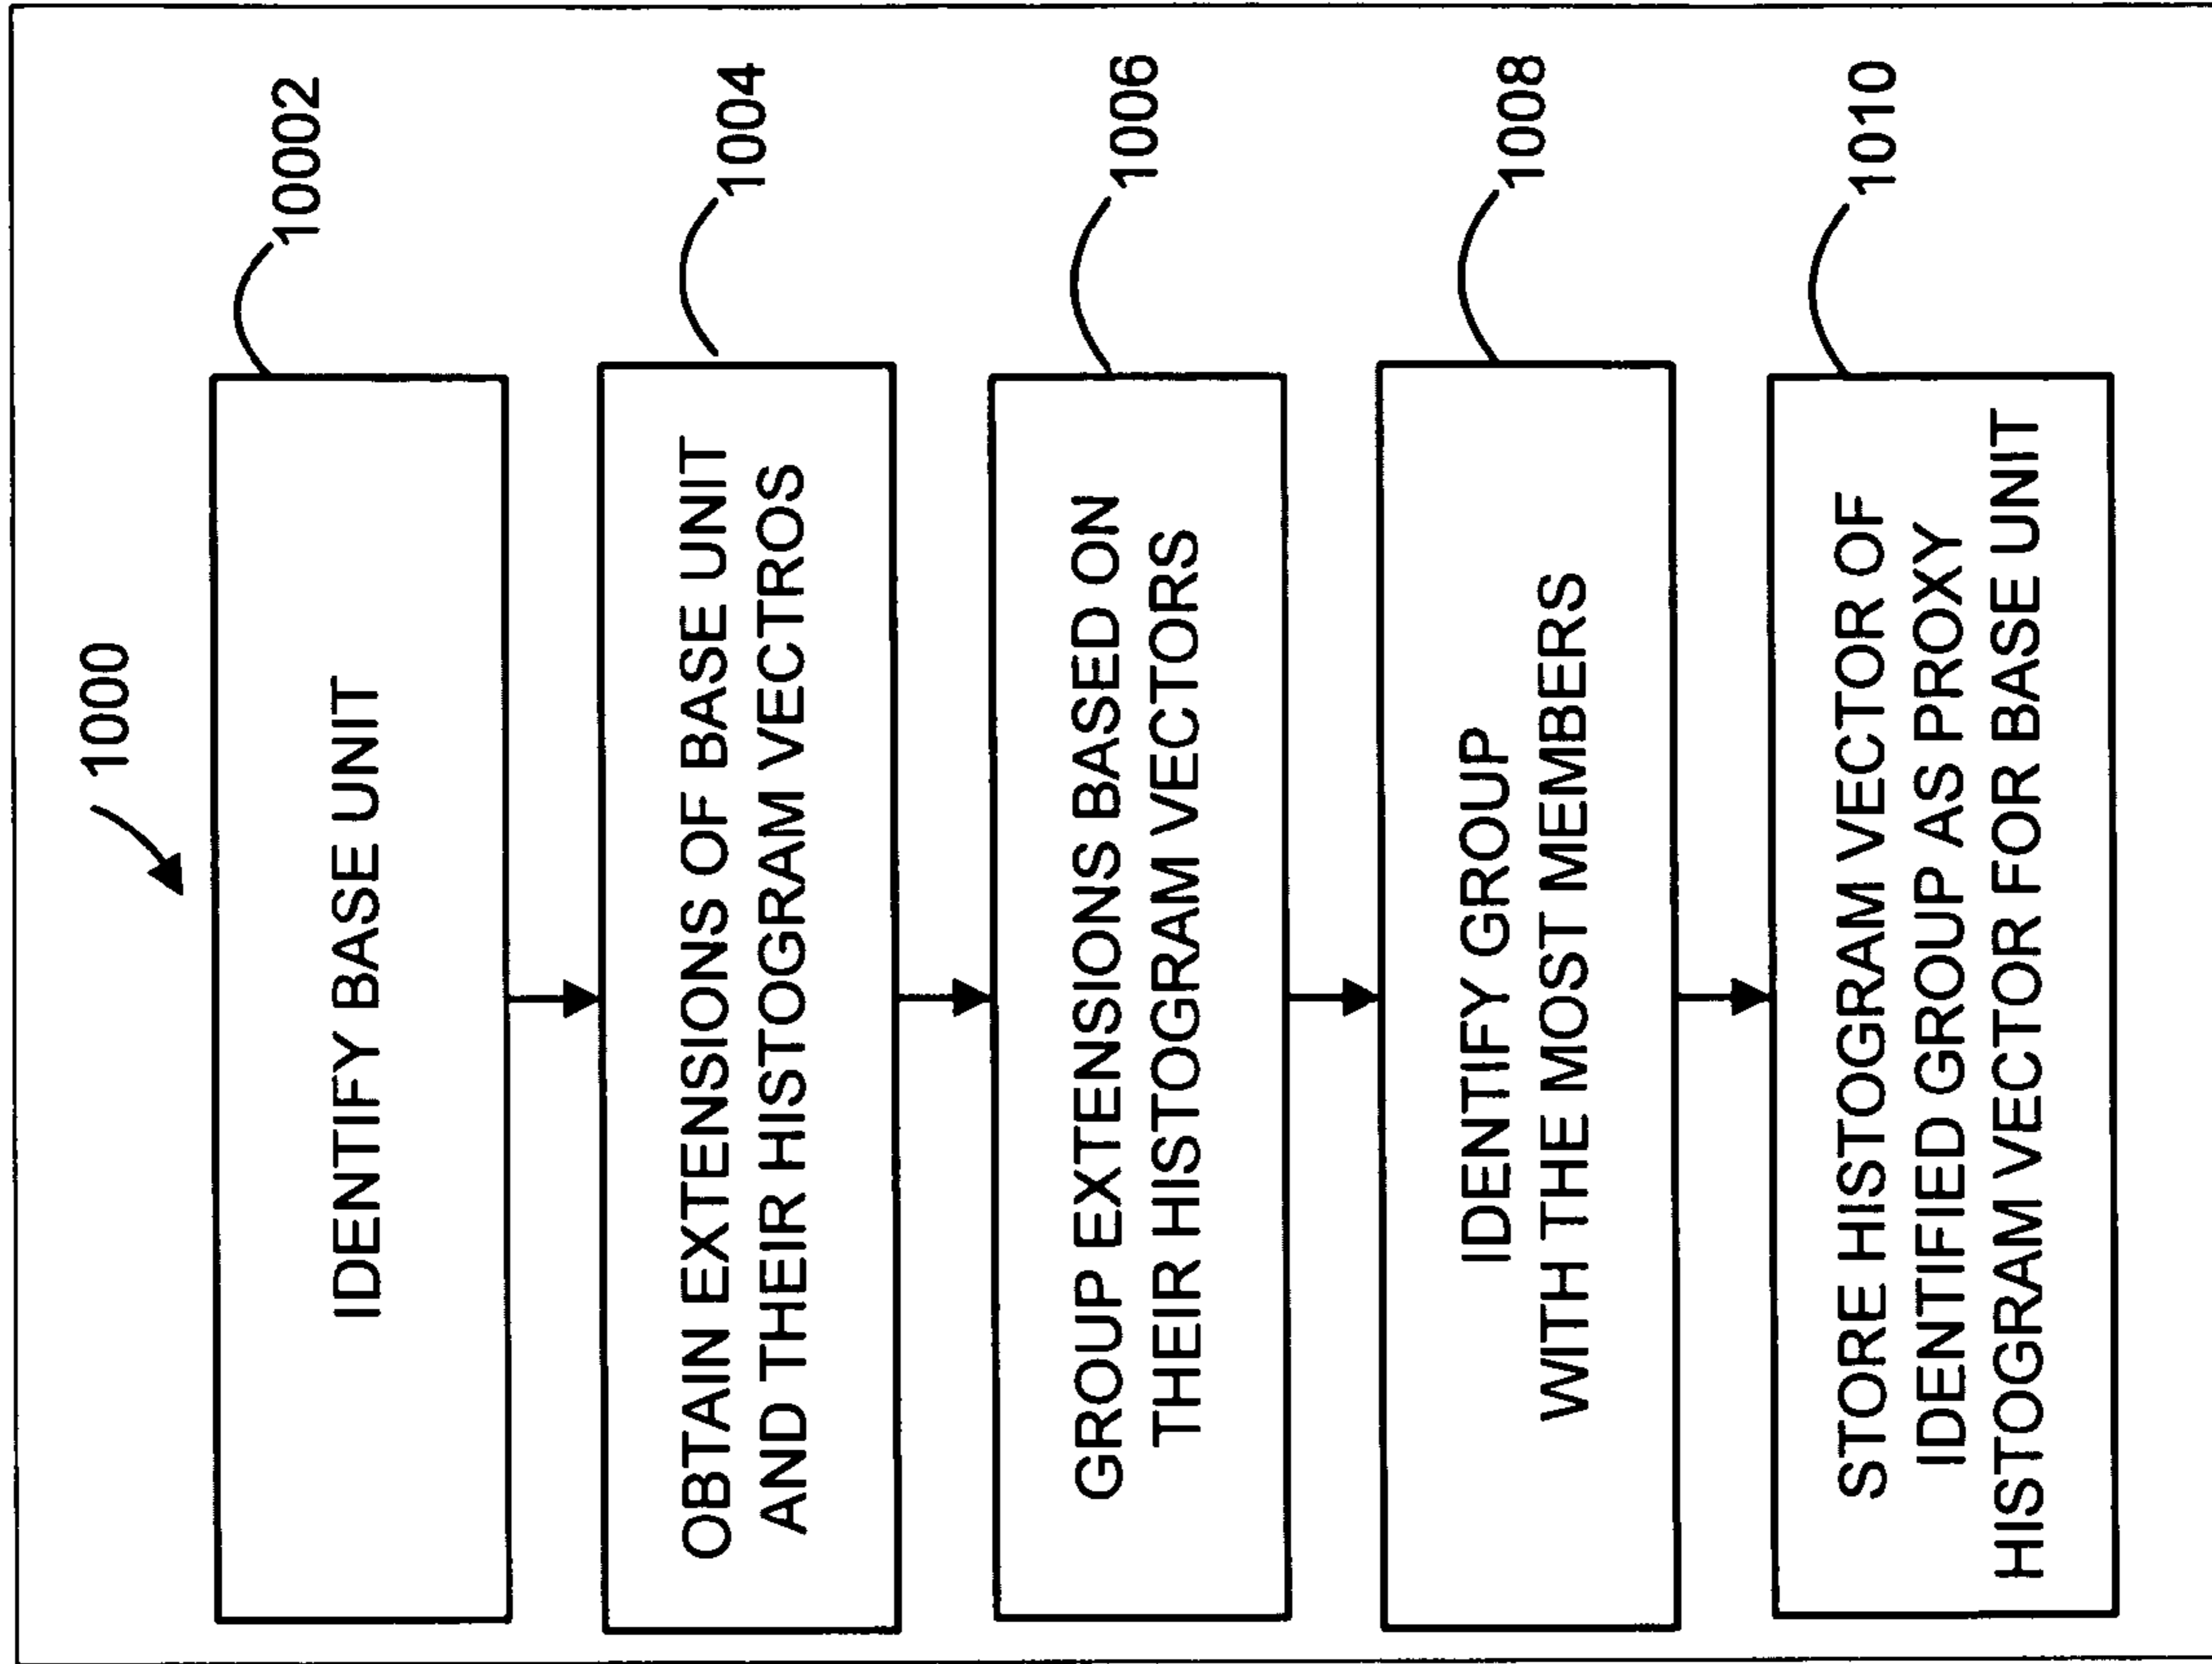 1000
IDENTIFY BASE UNIT
10002
OBTAIN EXTENSIONS OF BASE UNIT
AND THEIR HISTOGRAM VECTROS
1004
GROUP EXTENSIONS BASED ON
THEIR HISTOGRAM VECTORS
1006
IDENTIFY GROUP
WITH THE MOST MEMBERS
1008
STORE HISTOGRAM VECTOR OF
IDENTIFIED GROUP AS PROXY
HISTOGRAM VECTOR FOR BASE UNIT
1010